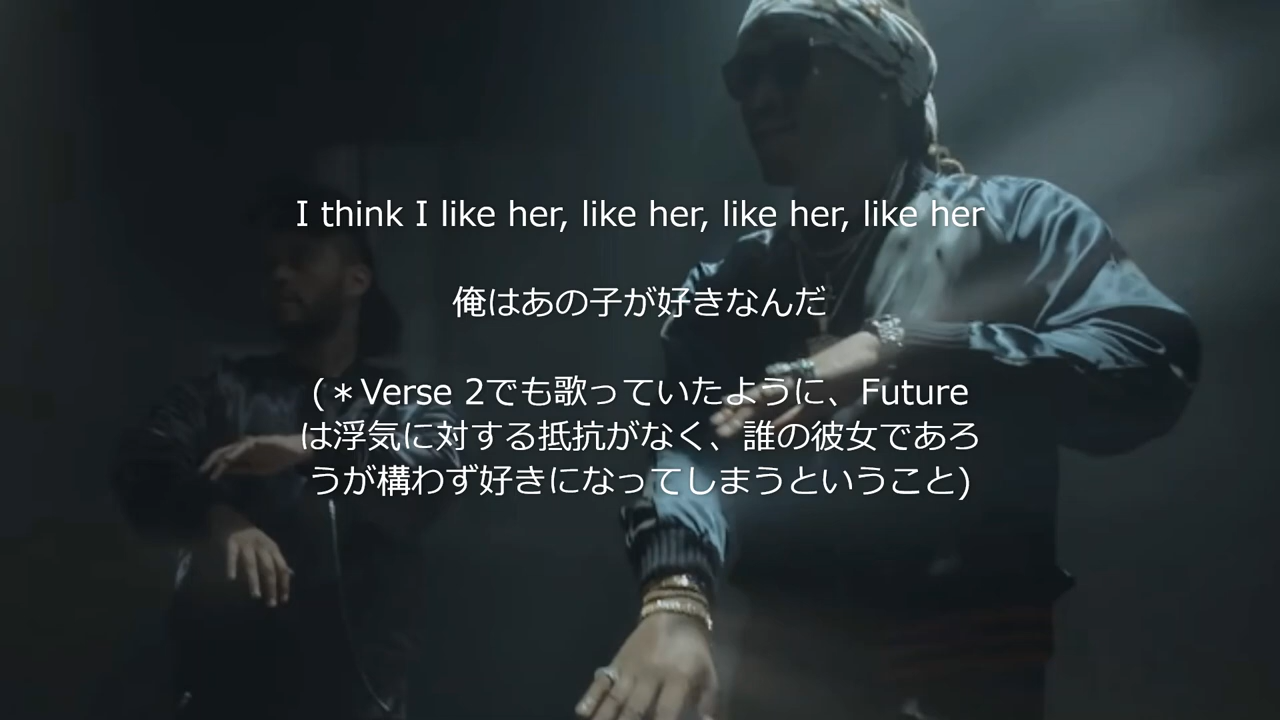 I think I like her, like her, like her, like her
俺はあの子が好きなんだ
(＊Verse 2でも歌っていたように、Future
は浮気に対する抵抗がなく、誰の彼女であろ
うが構わず好きになってしまうということ)